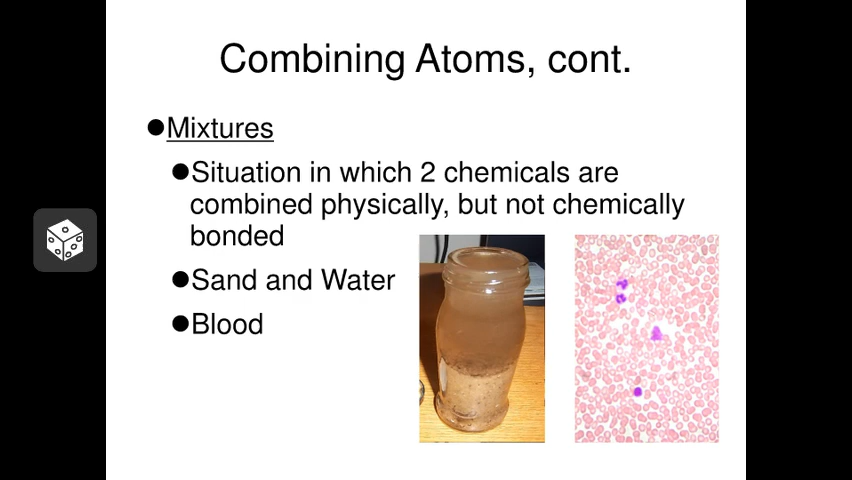 Combining Atoms, cont.
●Mixtures
●Situation in which 2 chemicals are
combined physically, but not chemically
bonded
●Sand and Water
●Blood